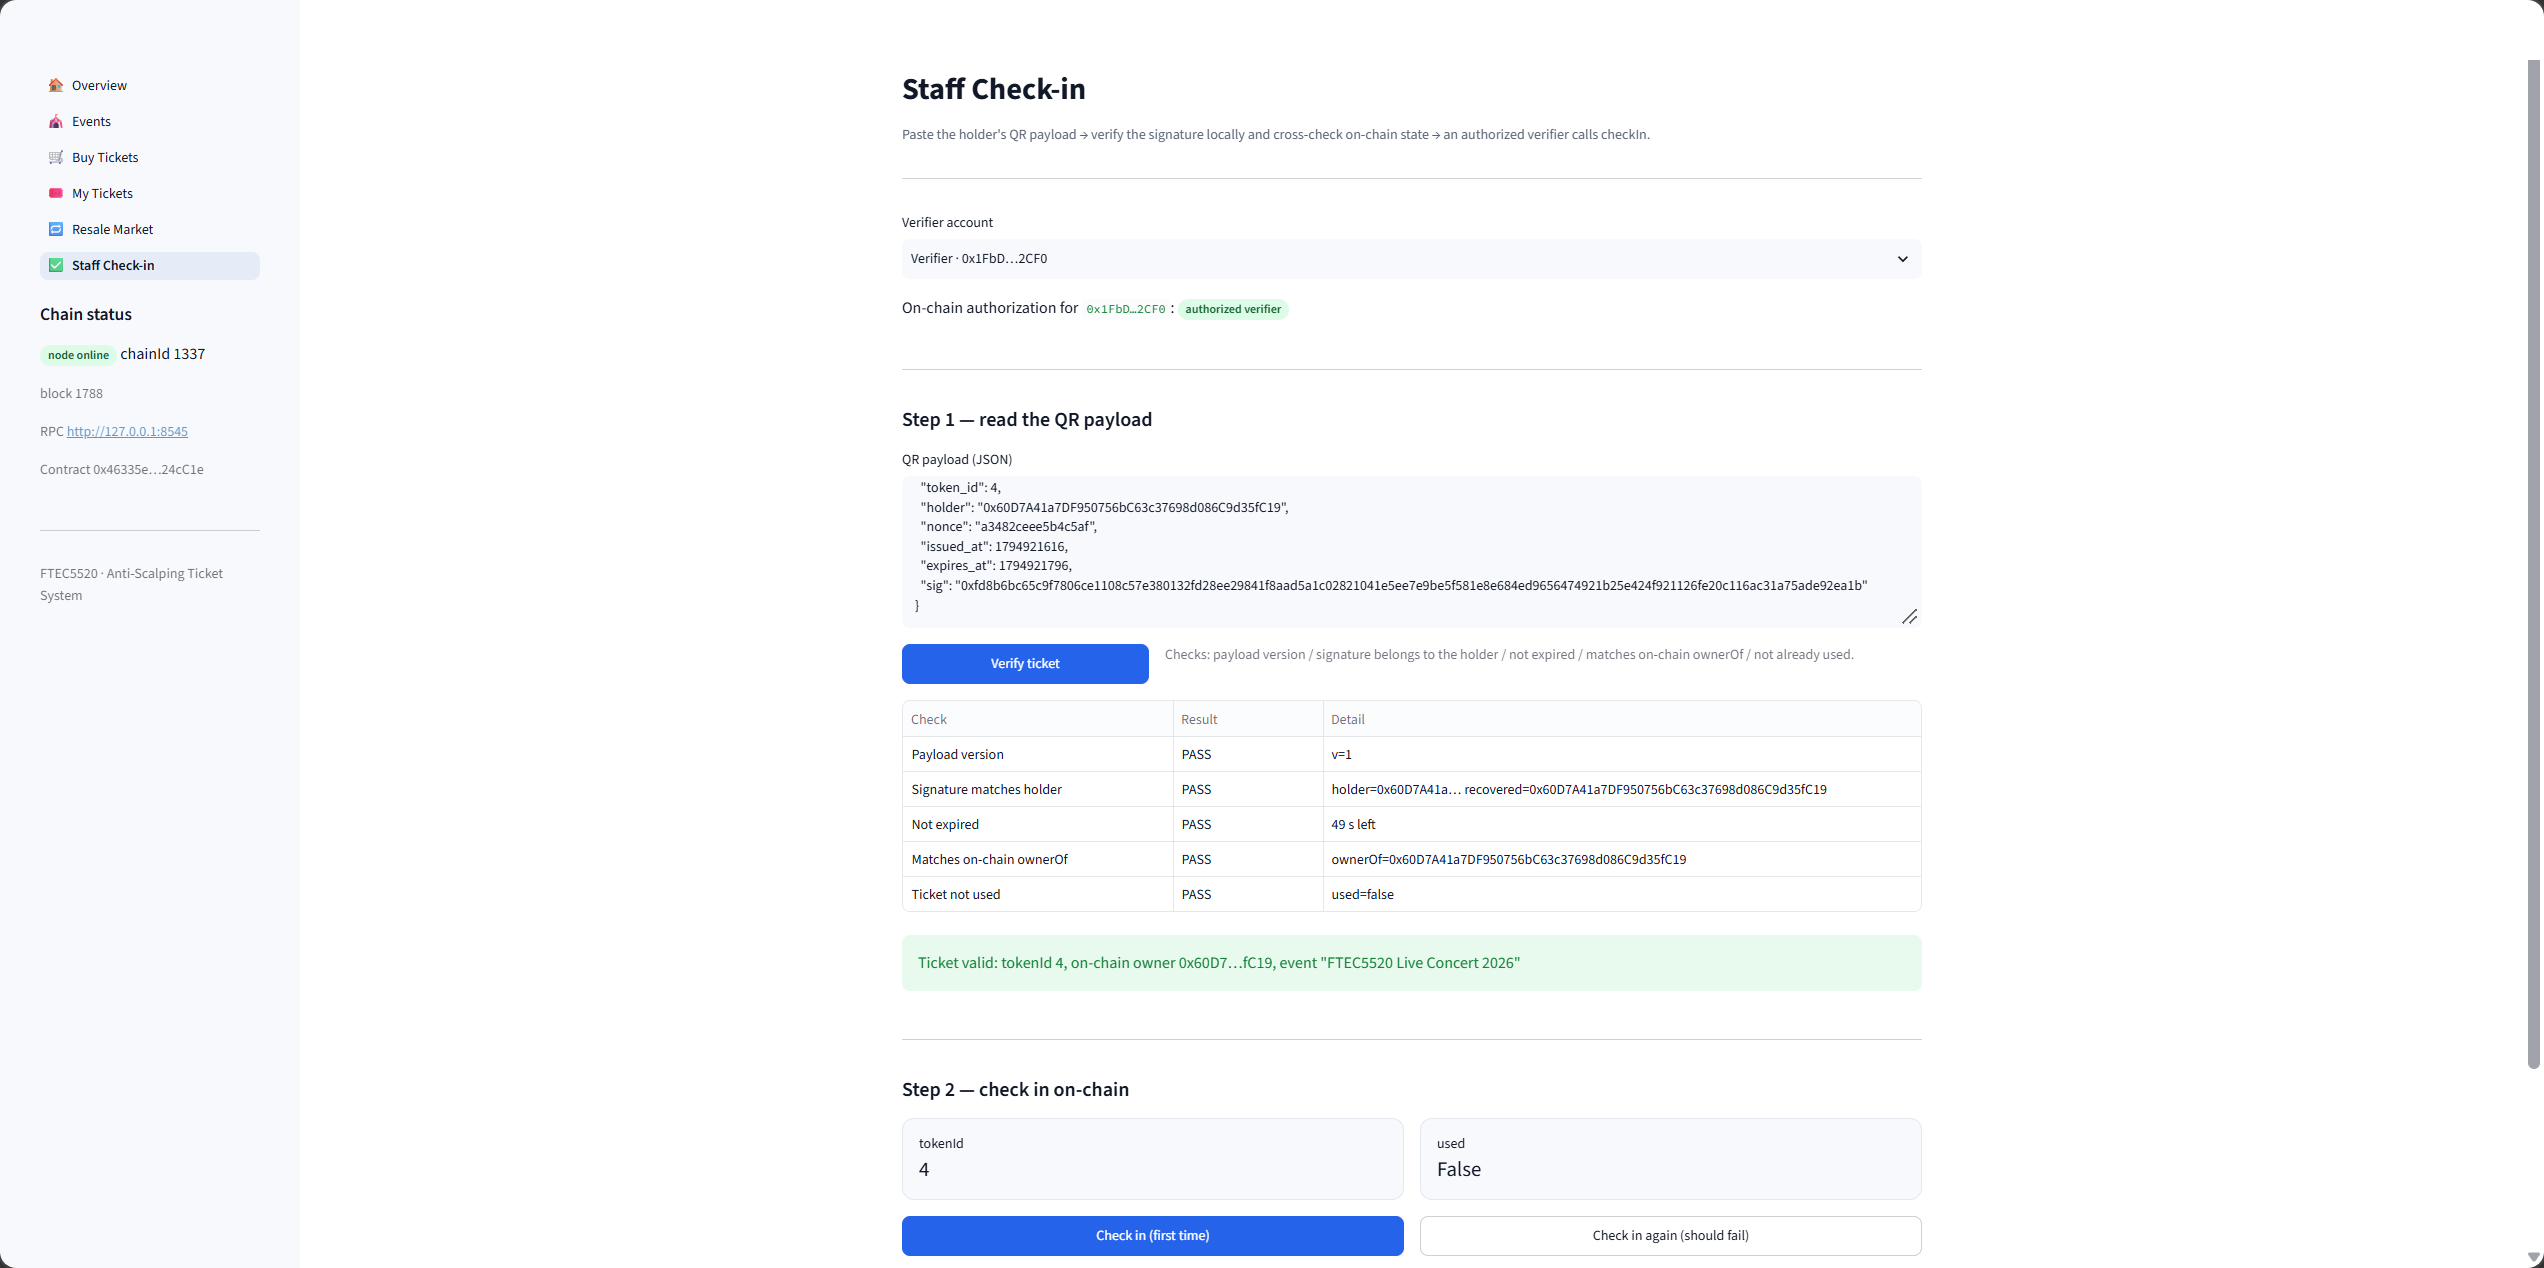 Overview
Events
Buy Tickets
My Tickets
Resale Market
Staff Check-in
Chain status
node online chainId 1337
block 1788
RPC http://127.0.0.1:8545
Contract 0x46335e…24cC1e
FTEC5520 · Anti-Scalping Ticket
System
Staff Check-in
Paste the holder's QR payload → verify the signature locally and cross-check on-chain state → an authorized verifier calls checkIn.
Verifier account
Verifier · 0x1FbD…2CF0
On-chain authorization for 0x1FbD…2CF0 : authorized verifier
Step 1 — read the QR payload
QR payload (JSON)
"token_id": 4,
"holder": "0x60D7A41a7DF950756bC63c37698d086C9d35fC19",
"nonce": "a3482ceee5b4c5af",
"issued_at": 1794921616,
"expires_at": 1794921796,
"sig": "0xfd8b6bc65c9f7806ce1108c57e380132fd28ee29841f8aad5a1c02821041e5ee7e9be5f581e8e684ed9656474921b25e424f921126fe20c116ac31a75ade92ea1b"
}
Verify ticket
Checks: payload version / signature belongs to the holder / not expired / matches on-chain ownerOf / not already used.
Check Result Detail
Payload version PASS v=1
Signature matches holder PASS holder=0x60D7A41a… recovered=0x60D7A41a7DF950756bC63c37698d086C9d35fC19
Not expired PASS 49 s left
Matches on-chain ownerOf PASS ownerOf=0x60D7A41a7DF950756bC63c37698d086C9d35fC19
Ticket not used PASS used=false
Ticket valid: tokenId 4, on-chain owner 0x60D7…fC19, event "FTEC5520 Live Concert 2026"
Step 2 — check in on-chain
tokenId
4
used
False
Check in (first time)
Check in again (should fail)